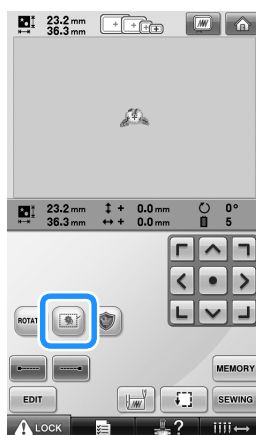 23.2 mm
36.3 mm
23.2 mm + 0.0 mm 0°
36.3 mm + 0.0 mm 5
ROTAT
MEMORY
EDIT
SEWING
LOCK
?